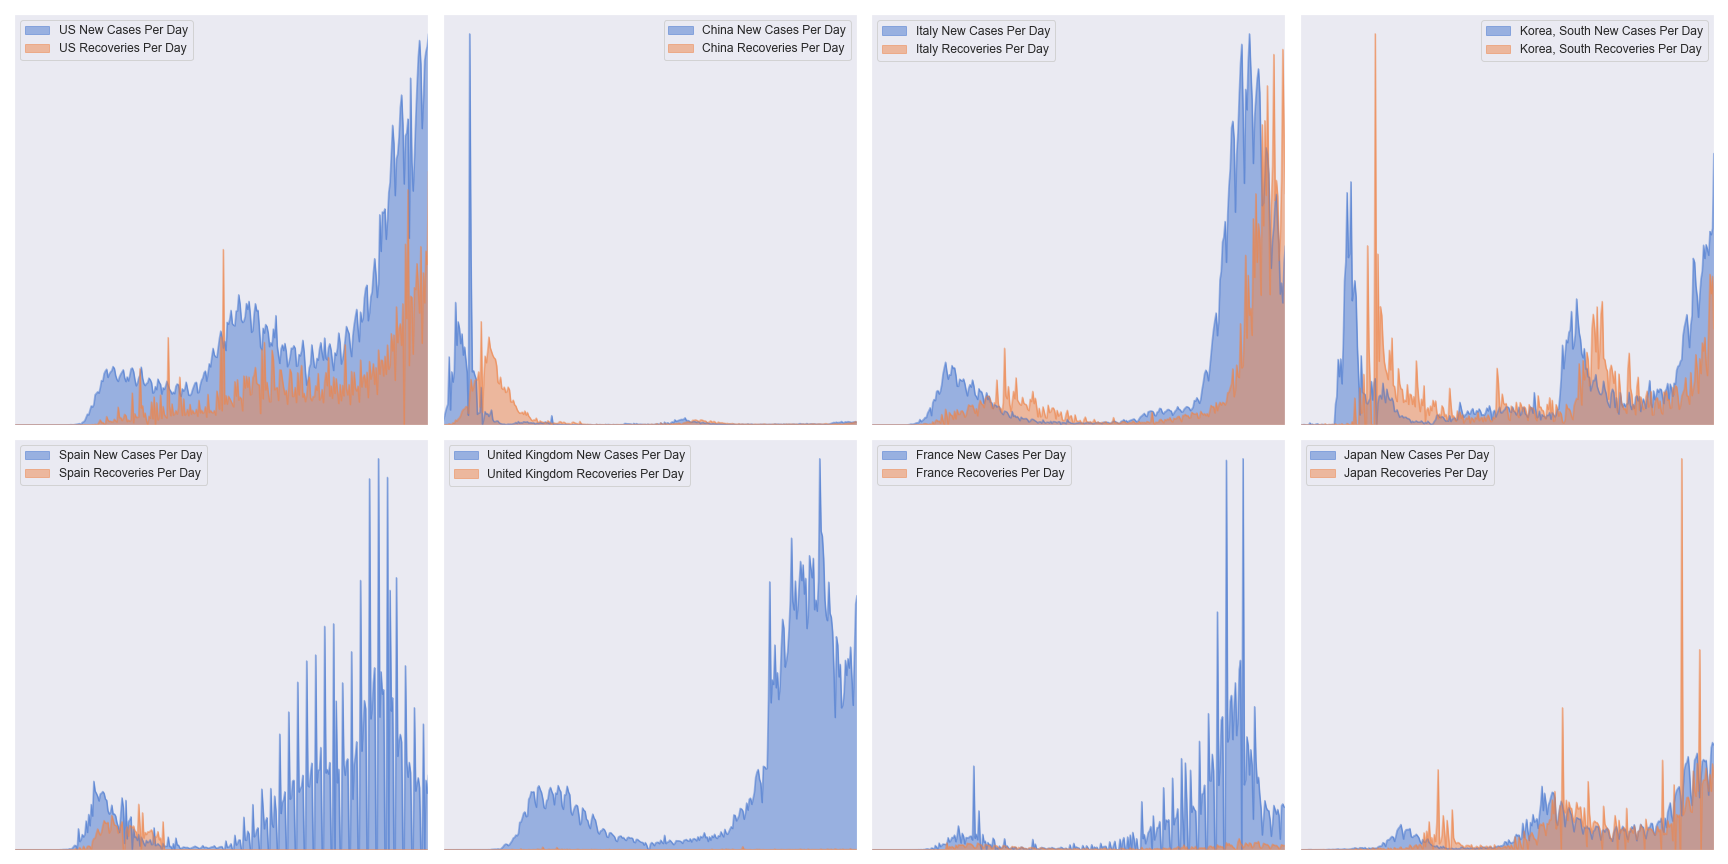 US New Cases Per Day
US Recoveries Per Day
China New Cases Per Day
China Recoveries Per Day
Italy New Cases Per Day
Italy Recoveries Per Day
Korea, South New Cases Per Day
Korea, South Recoveries Per Day
Spain New Cases Per Day
Spain Recoveries Per Day
United Kingdom New Cases Per Day
United Kingdom Recoveries Per Day
France New Cases Per Day
France Recoveries Per Day
Japan New Cases Per Day
Japan Recoveries Per Day